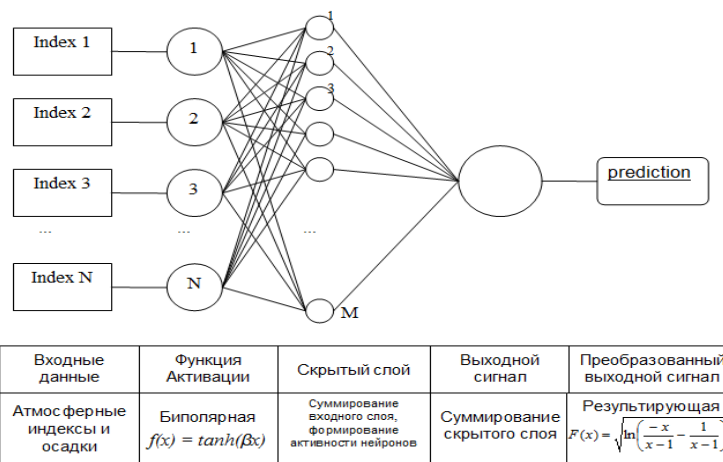 Index 1
1
1
Index 2
2
2
3
Index 3
3
prediction
...
...
...
Index N
N
M
Входные данные
Функция Активации
Скрытый слой
Выходной сигнал
Преобразованный выходной сигнал
Атмосферные индексы и осадки
Биполярная
f(x) = tanh(βx)
Суммирование входного слоя, формирование активности нейронов
Суммирование скрытого слоя
Результирующая
F(x) = √ln(−x/(x−1) − 1/(x−1))